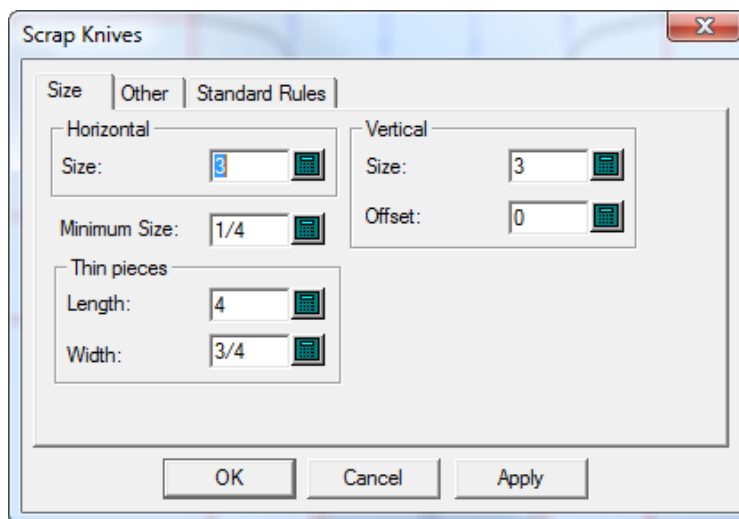 Scrap Knives
Size Other Standard Rules
Horizontal
Size: 3
Minimum Size: 1/4
Thin pieces
Length: 4
Width: 3/4
Vertical
Size: 3
Offset: 0
OK Cancel Apply